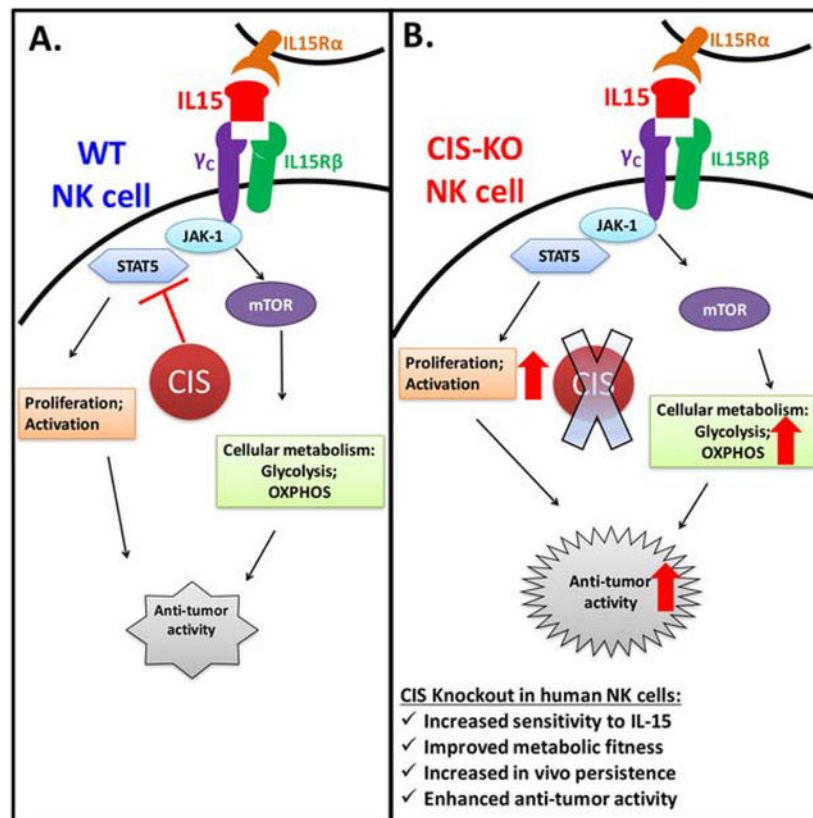 A.
IL15Rα
IL15
γC
IL15Rβ
WT
NK cell
JAK-1
STAT5
mTOR
CIS
Proliferation;
Activation
Cellular metabolism:
Glycolysis;
OXPHOS
Anti-tumor
activity
B.
IL15Rα
IL15
γC
IL15Rβ
CIS-KO
NK cell
JAK-1
STAT5
mTOR
Proliferation;
Activation
CIS
Cellular metabolism:
Glycolysis;
OXPHOS
Anti-tumor
activity
CIS Knockout in human NK cells:
✓ Increased sensitivity to IL-15
✓ Improved metabolic fitness
✓ Increased in vivo persistence
✓ Enhanced anti-tumor activity